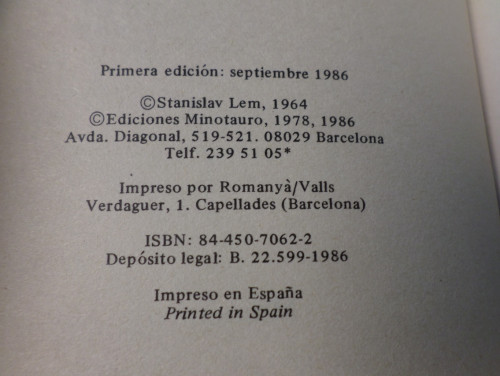 Primera edición: septiembre 1986
©Stanislav Lem, 1964
©Ediciones Minotauro, 1978, 1986
Avda. Diagonal, 519-521. 08029 Barcelona
Telf. 239 51 05*
Impreso por Romanyà/Valls
Verdaguer, 1. Capellades (Barcelona)
ISBN: 84-450-7062-2
Depósito legal: B. 22.599-1986
Impreso en España
Printed in Spain